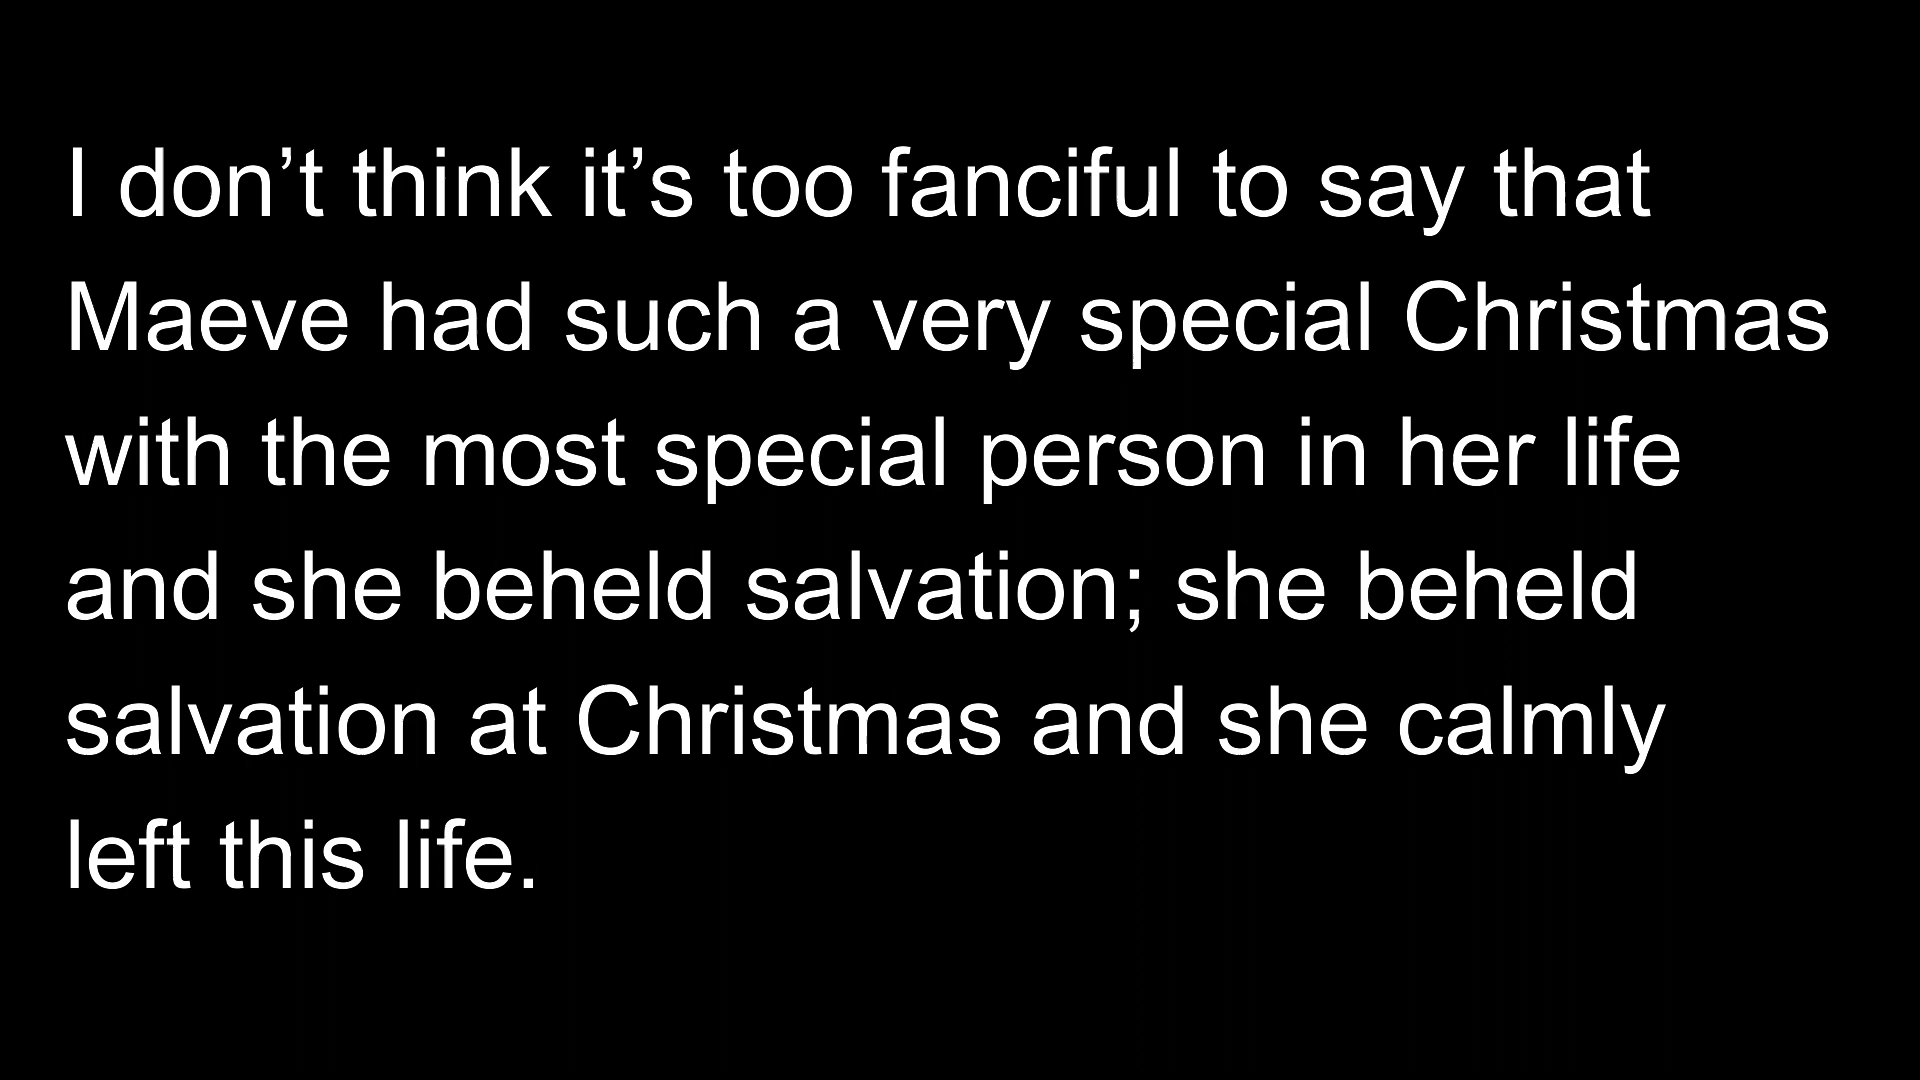 I don’t think it’s too fanciful to say that
Maeve had such a very special Christmas
with the most special person in her life
and she beheld salvation; she beheld
salvation at Christmas and she calmly
left this life.